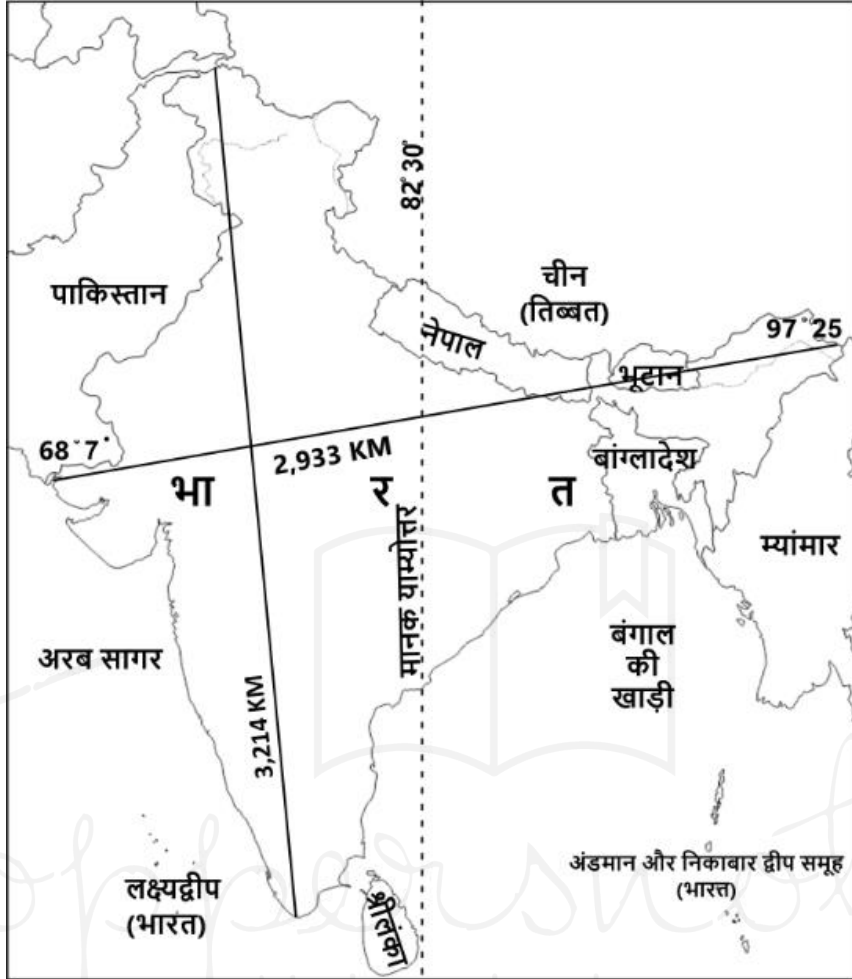 82°30'
पाकिस्तान
चीन
(तिब्बत)
नेपाल
97°25
भूटान
68°7'
2,933 KM
बांग्लादेश
भा र त
मानक याम्योत्तर
म्यांमार
अरब सागर
बंगाल
की
खाड़ी
3,214 KM
लक्ष्यद्वीप
(भारत)
श्रीलंका
अंडमान और निकाबार द्वीप समूह
(भारत)